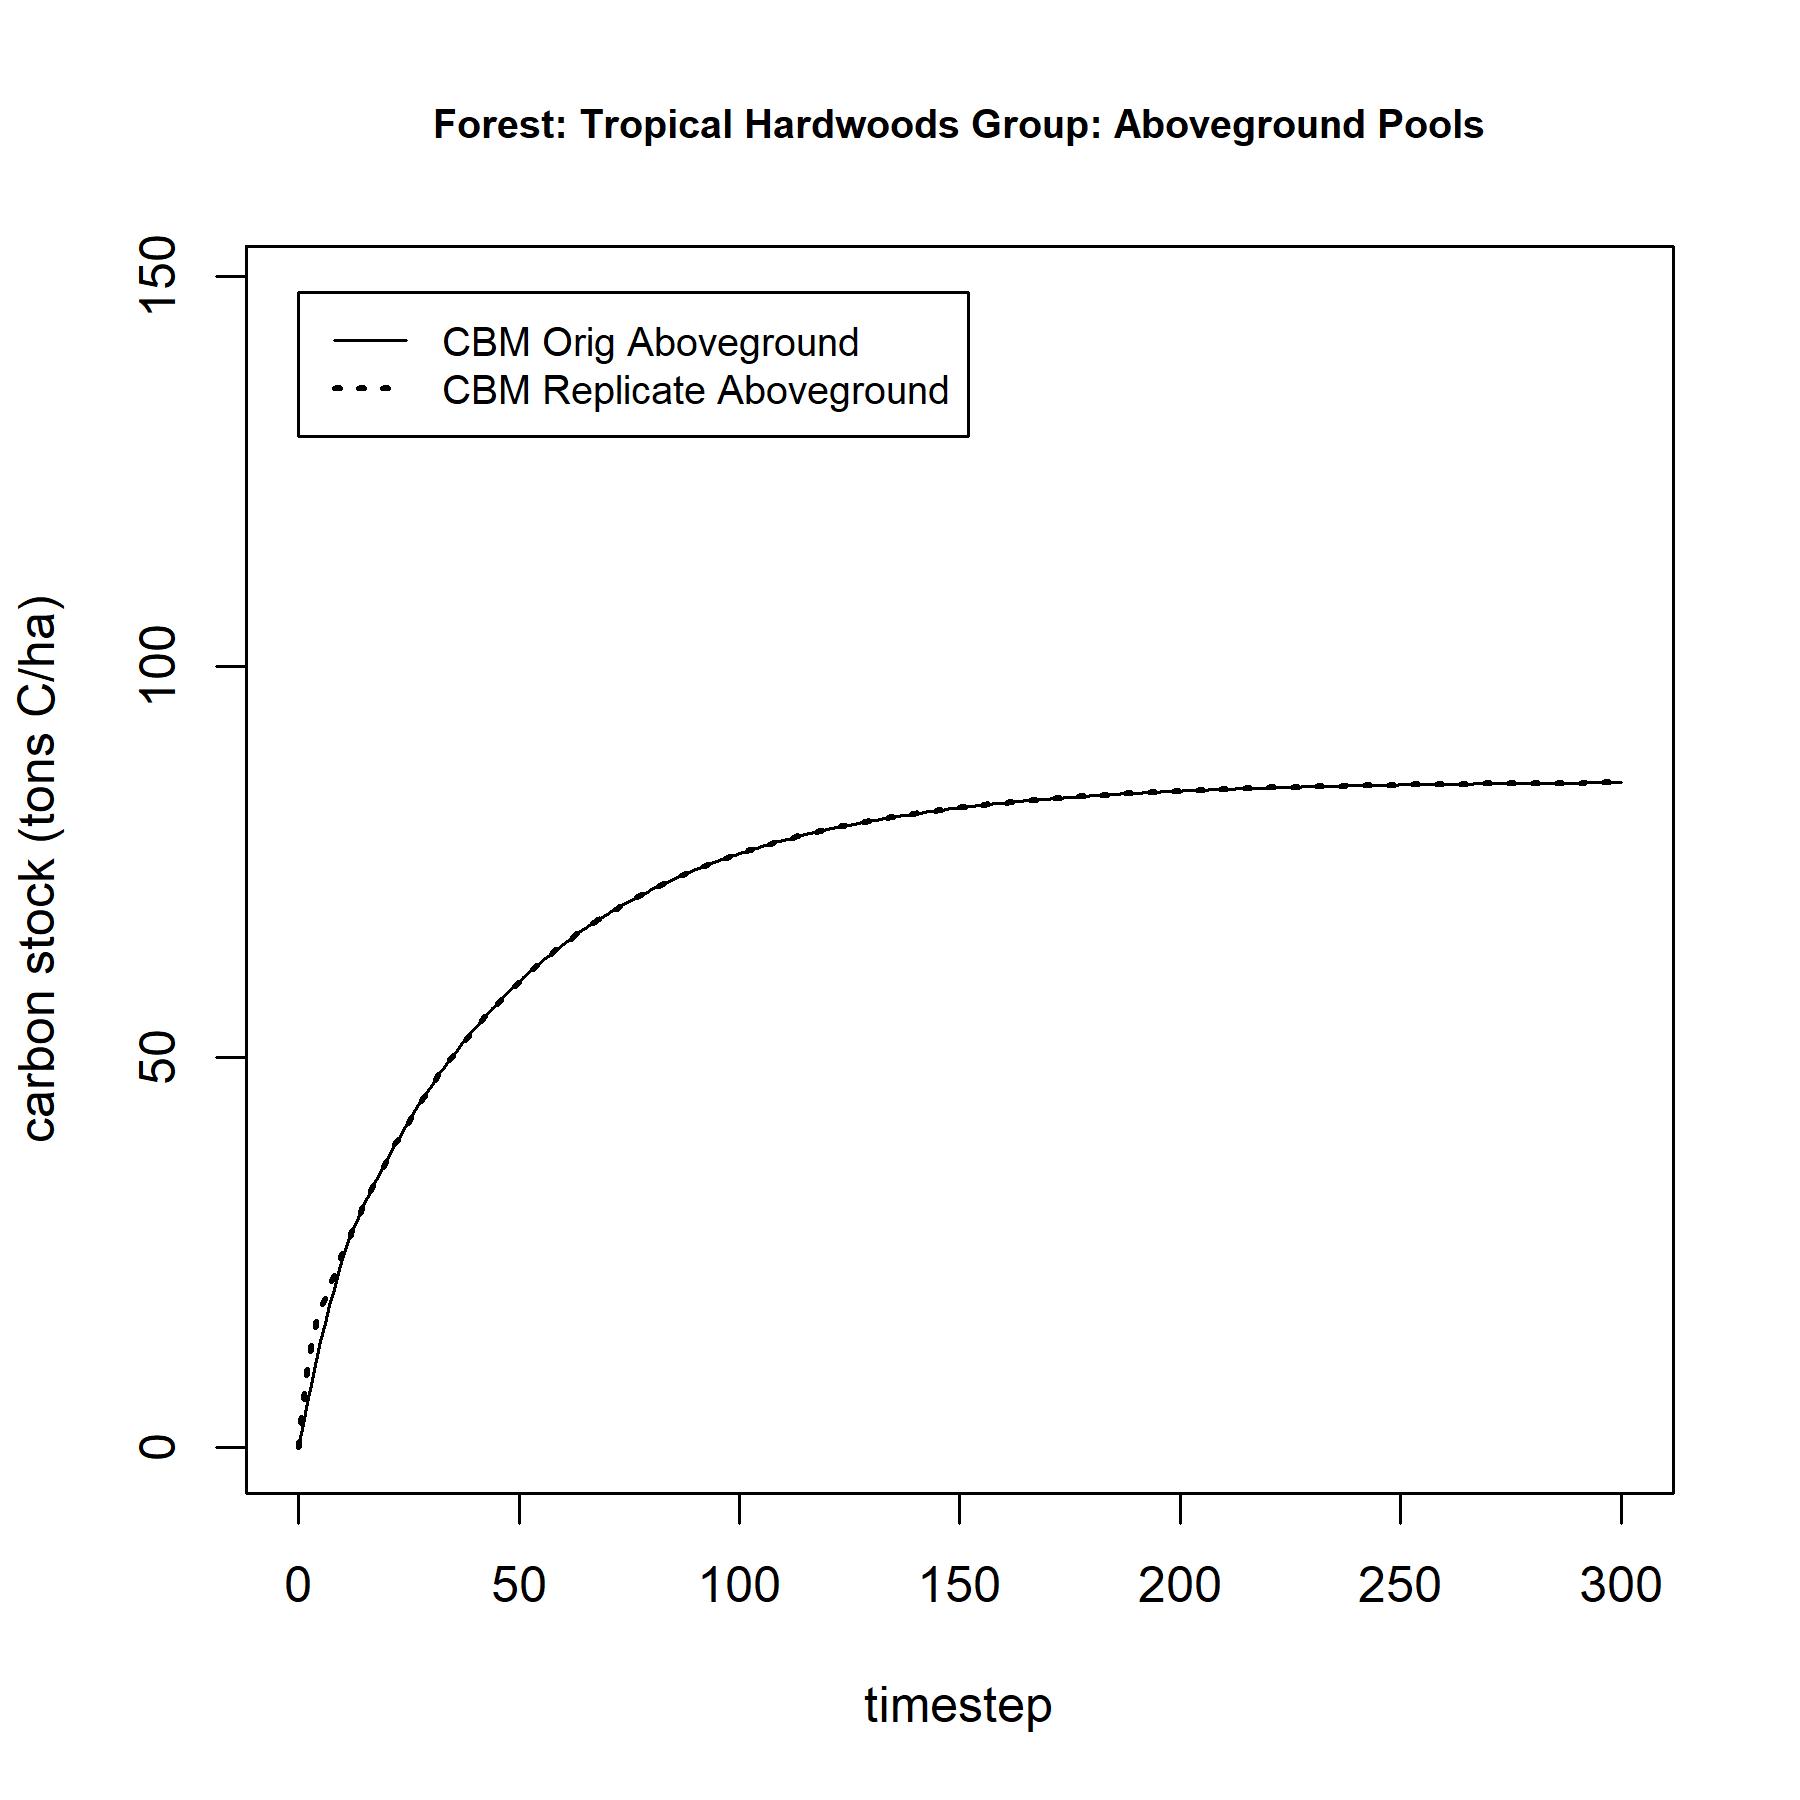 Forest: Tropical Hardwoods Group: Aboveground Pools
CBM Orig Aboveground
CBM Replicate Aboveground
carbon stock (tons C/ha)
150
100
50
0
0 50 100 150 200 250 300
timestep